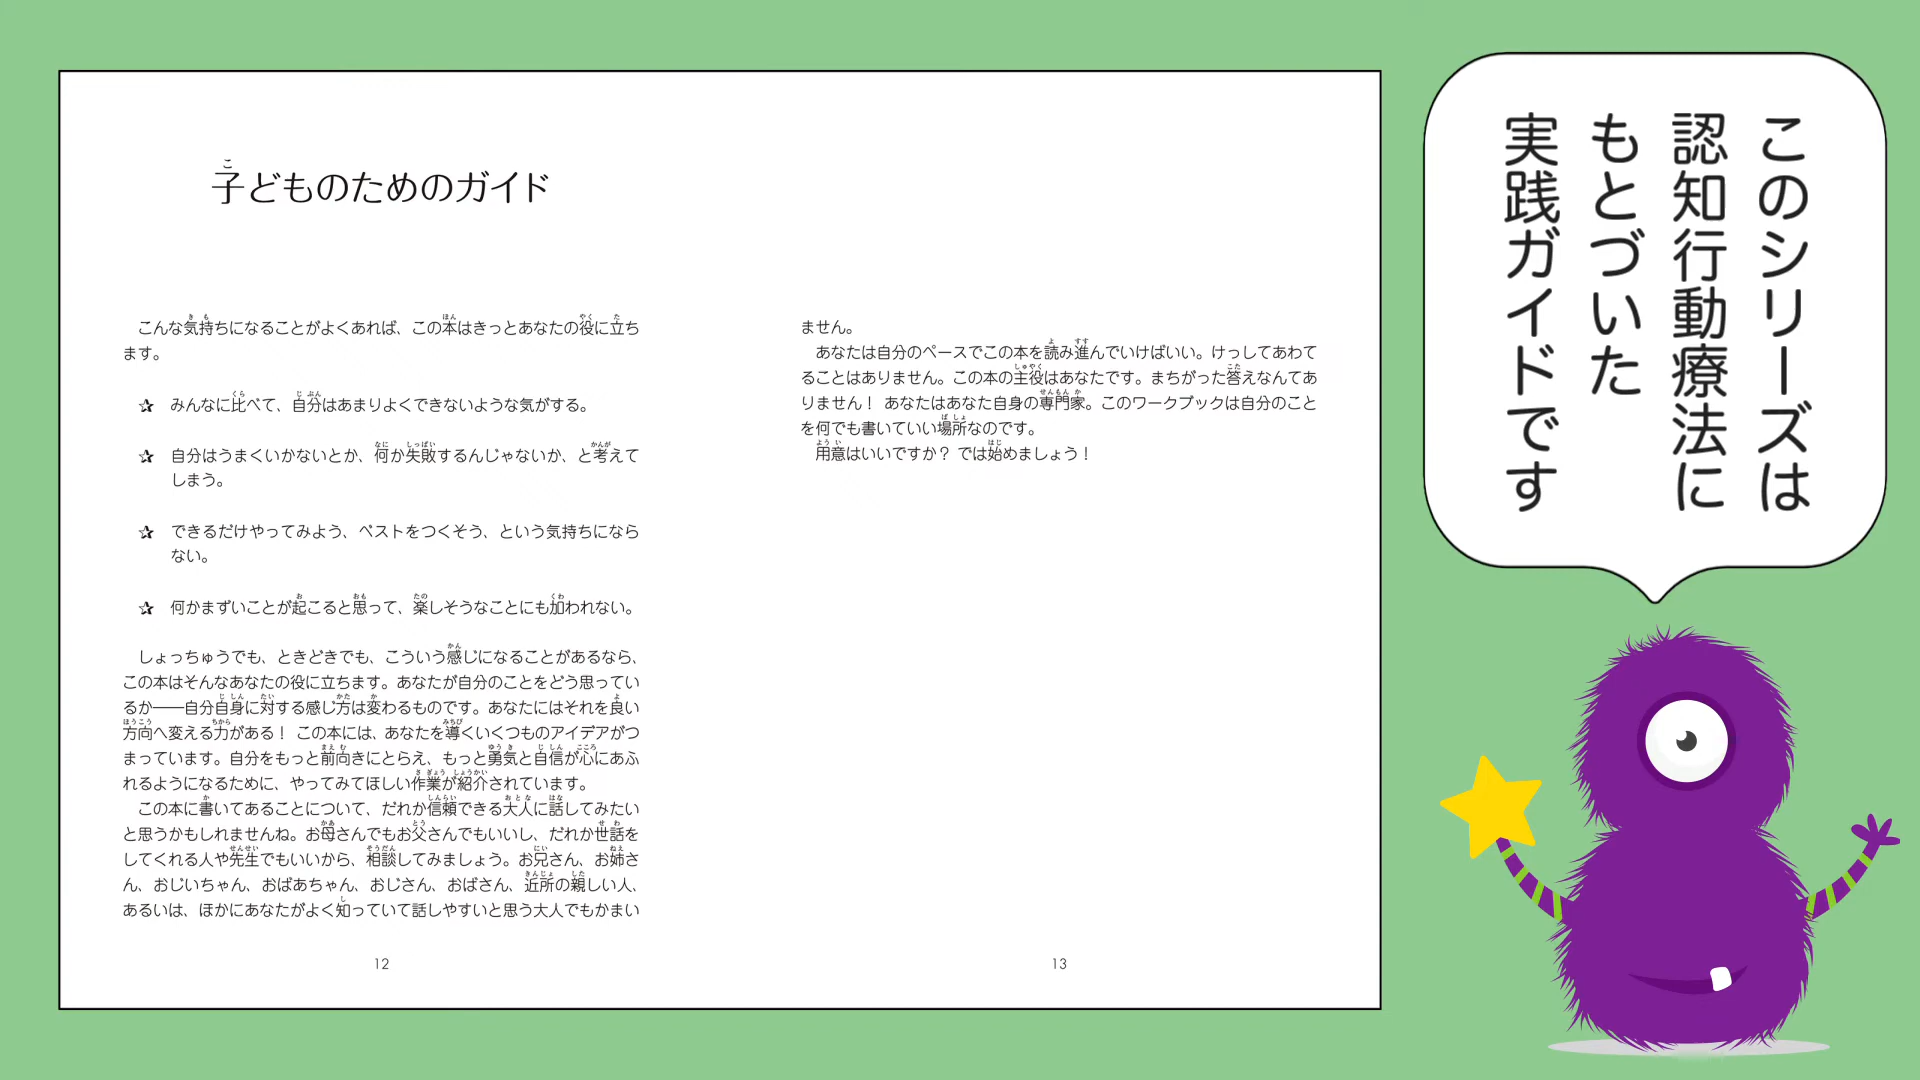 子どものためのガイド
こんな気持ちになることがよくあれば、この本はきっとあなたの役に立ち
ます。
☆ みんなに比べて、自分はあまりよくできないような気がする。
☆ 自分はうまくいかないとか、何か失敗するんじゃないか、と考えて
しまう。
☆ できるだけやってみよう、ベストをつくそう、という気持ちになら
ない。
☆ 何かまずいことが起こると思って、楽しそうなことにも加われない。
しょっちゅうでも、ときどきでも、こういう感じになることがあるなら、
この本はそんなあなたの役に立ちます。あなたが自分のことをどう思ってい
るか——自分自身に対する感じ方は変わるものです。あなたにはそれを良い
方向へ変える力がある！ この本には、あなたを導くいくつものアイデアがつ
まっています。自分をもっと前向きにとらえ、もっと勇気と自信が心にあふ
れるようになるために、やってみてほしい作業が紹介されています。
この本に書いてあることについて、だれか信頼できる大人に話してみたい
と思うかもしれませんね。お母さんでもお父さんでもいいし、だれか世話を
してくれる人や先生でもいいから、相談してみましょう。お兄さん、お姉さ
ん、おじいちゃん、おばあちゃん、おじさん、おばさん、近所の親しい人、
あるいは、ほかにあなたがよく知っていて話しやすいと思う大人でもかまい
12
ません。
あなたは自分のペースでこの本を読み進んでいけばいい。けっしてあわて
ることはありません。この本の主役はあなたです。まちがった答えなんてあ
りません！ あなたはあなた自身の専門家。このワークブックは自分のこと
を何でも書いていい場所なのです。
用意はいいですか？ では始めましょう！
13
このシリーズは
認知行動療法に
もとづいた
実践ガイドです